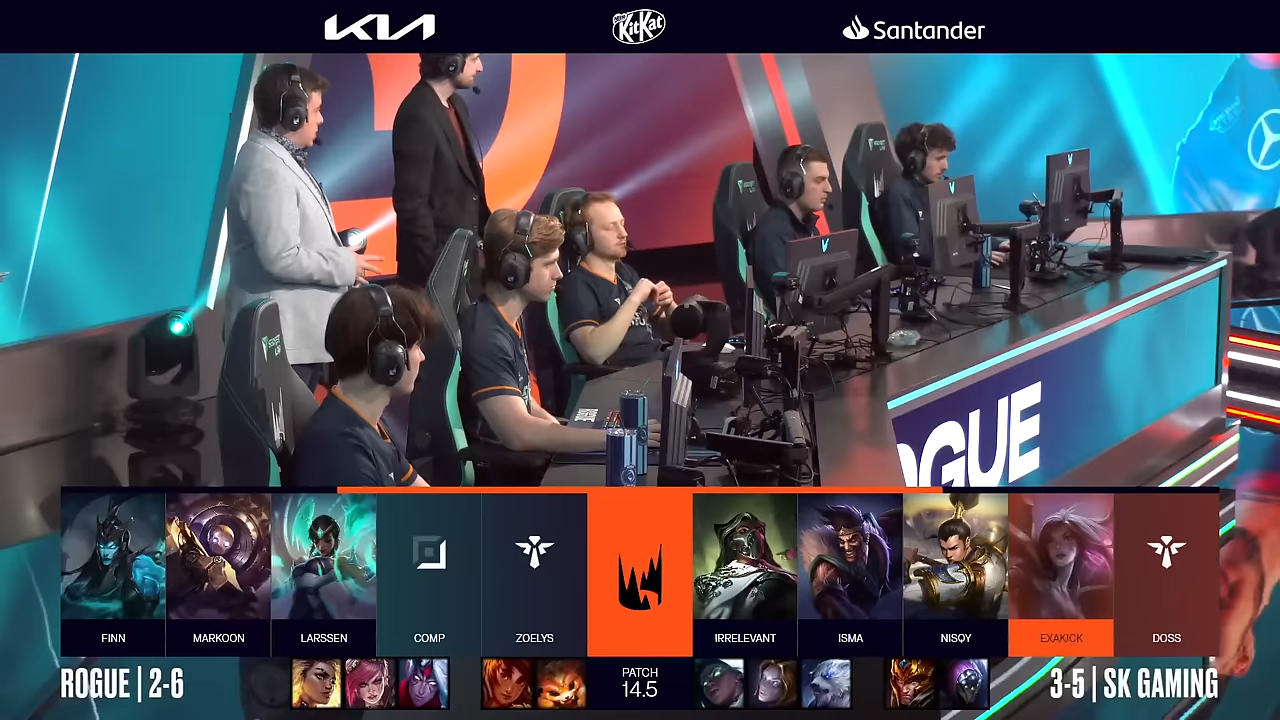 KIA
KitKat
Santander
OGUE
FINN
MARKOON
LARSSEN
COMP
ZOELYS
IRRELEVANT
ISMA
NISQY
EXAKICK
DOSS
ROGUE | 2-6
PATCH
14.5
3-5 | SK GAMING